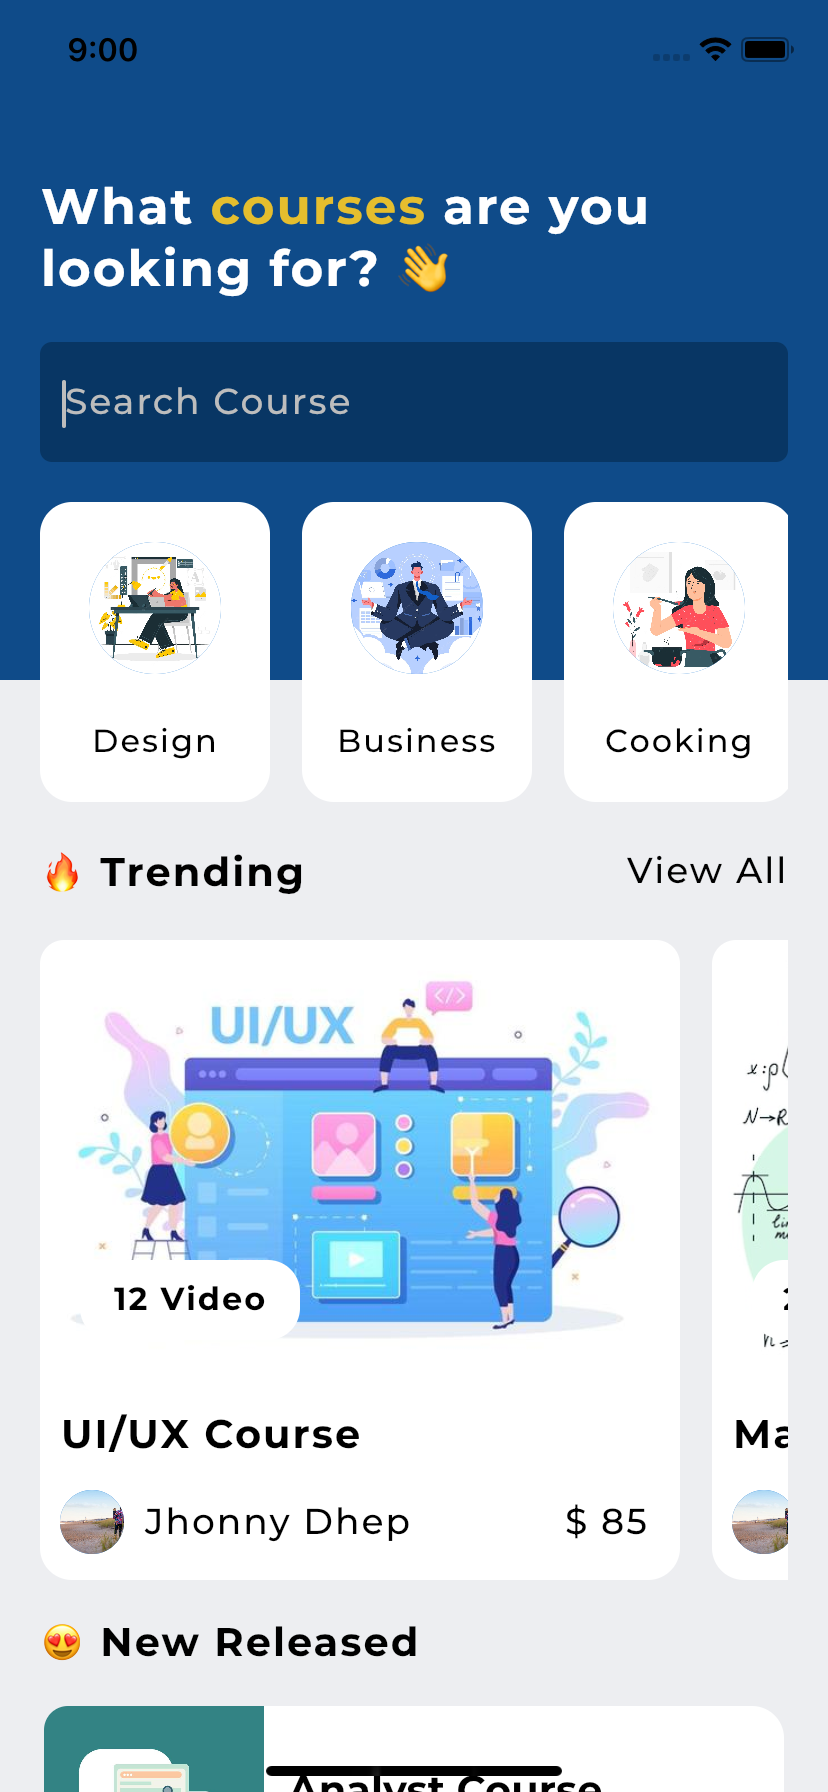 9:00
What courses are you
looking for? 👋
Search Course
Design
Business
Cooking
🔥 Trending
View All
UI/UX
</>
12 Video
UI/UX Course
Jhonny Dhep
$ 85
x:p
N→R
Ma
😍 New Released
Analyst Course